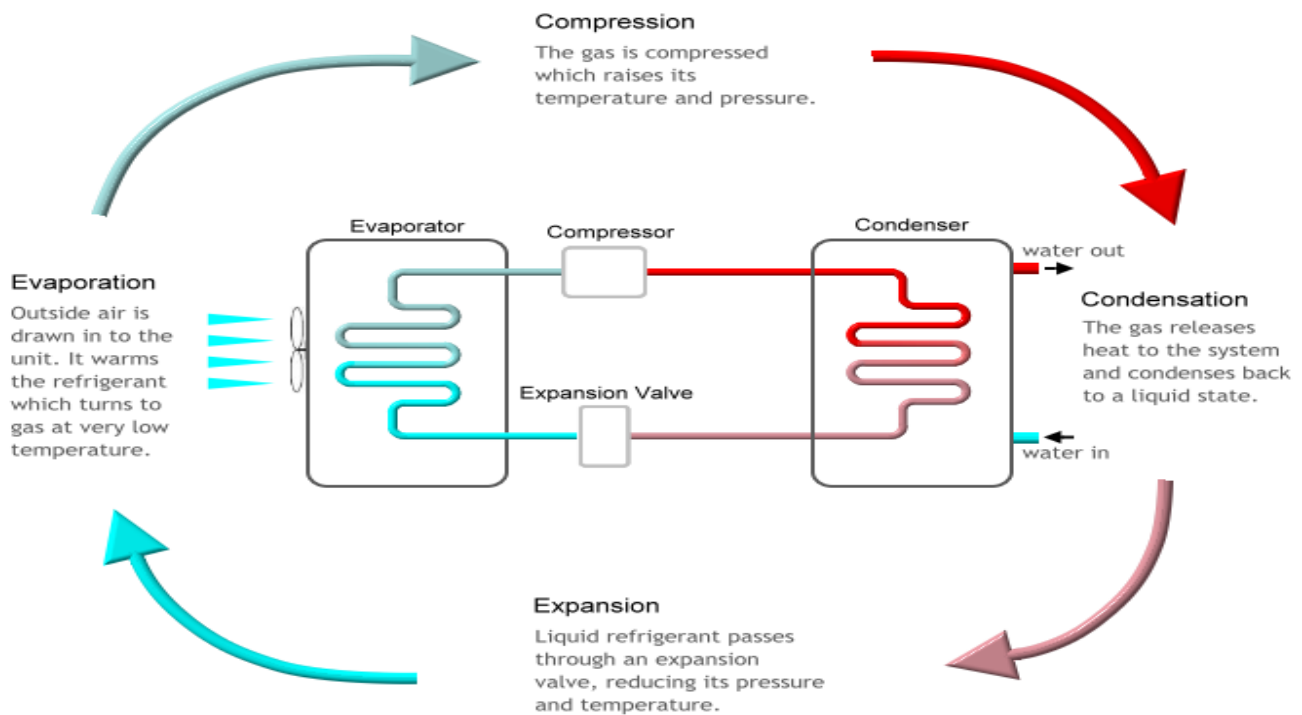 Compression
The gas is compressed
which raises its
temperature and pressure.
Evaporator
Compressor
Condenser
water out
Evaporation
Outside air is
drawn in to the
unit. It warms
the refrigerant
which turns to
gas at very low
temperature.
Condensation
The gas releases
heat to the system
and condenses back
to a liquid state.
Expansion Valve
water in
Expansion
Liquid refrigerant passes
through an expansion
valve, reducing its pressure
and temperature.